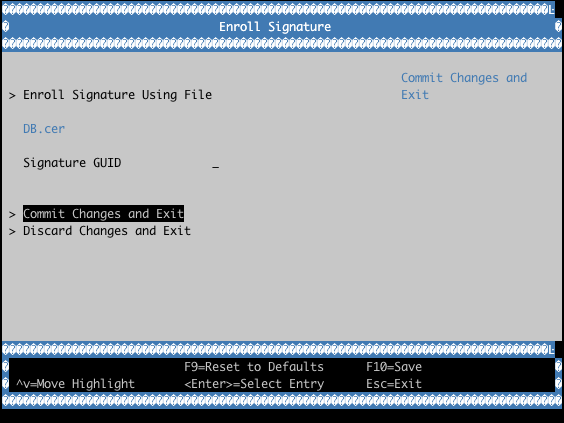 Enroll Signature
Commit Changes and
> Enroll Signature Using File Exit
DB.cer
Signature GUID _
> Commit Changes and Exit
> Discard Changes and Exit
F9=Reset to Defaults F10=Save
^v=Move Highlight <Enter>=Select Entry Esc=Exit